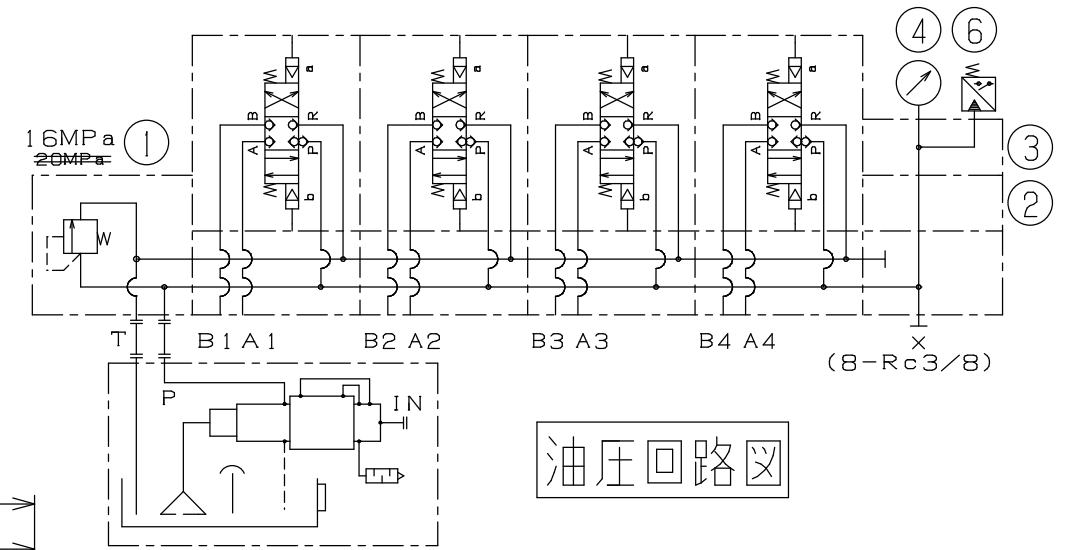 ④ ⑥
a a a a
B R B R B R B R
16MPa ①
20MPa
A P A P A P A P
③
b b b b
②
T B1 A1 B2 A2 B3 A3 B4 A4
(8-Rc3/8)
P
IN
油圧回路図